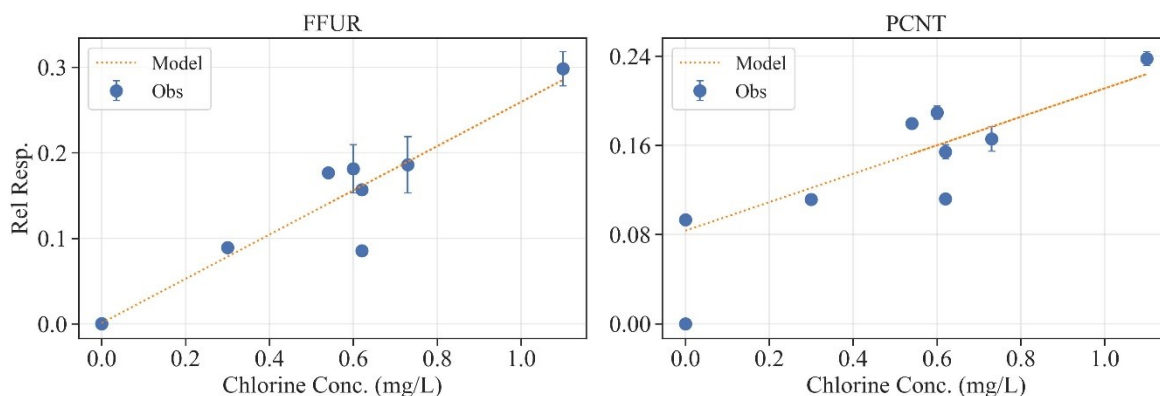 FFUR
Model
Obs
0.3
0.2
0.1
0.0
Rel Resp.
0.0 0.2 0.4 0.6 0.8 1.0
Chlorine Conc. (mg/L)
PCNT
Model
Obs
0.24
0.16
0.08
0.00
0.0 0.2 0.4 0.6 0.8 1.0
Chlorine Conc. (mg/L)